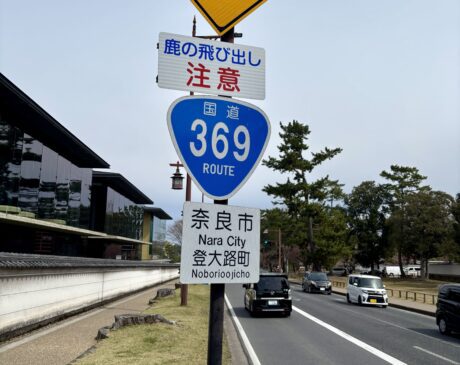 鹿の飛び出し
注意
国道
369
ROUTE
奈良市
Nara City
登大路町
Noborioojicho